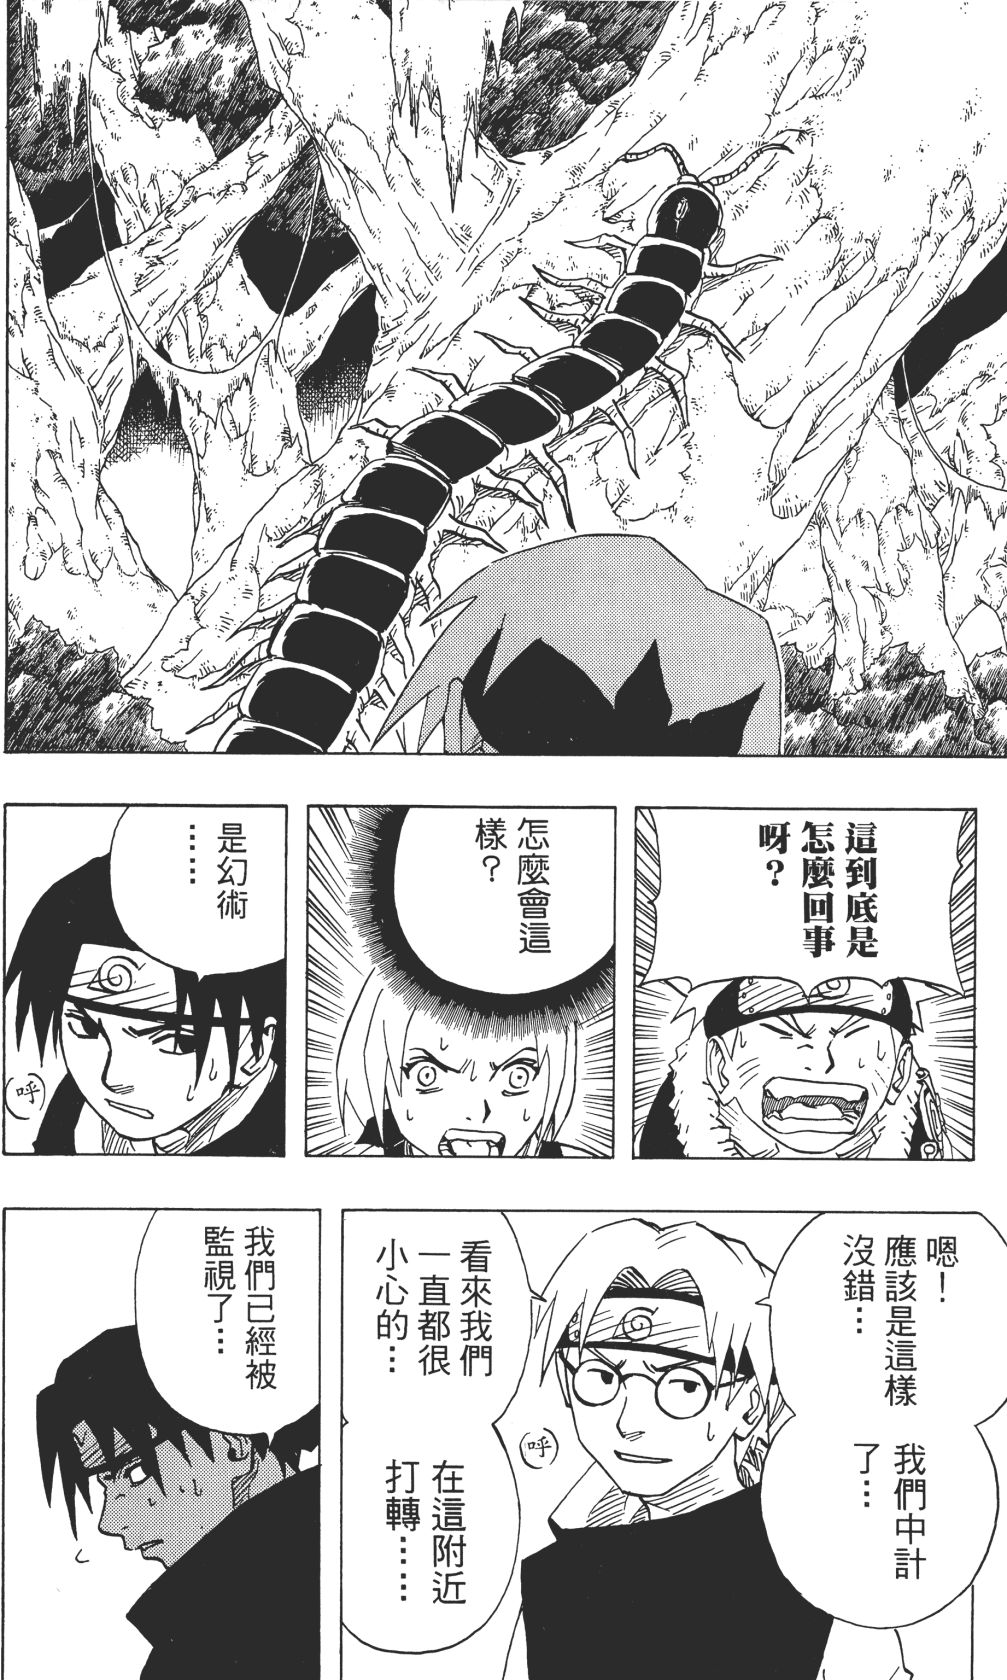 這到底是
怎麼回事
呀？
怎麼會這
樣？
是幻術
……
呼
嗯！
應該是這樣
沒錯…
我們中計
了…
看來我們
一直都很
小心的…
在這附近
打轉……
呼
我們已經被
監視了…